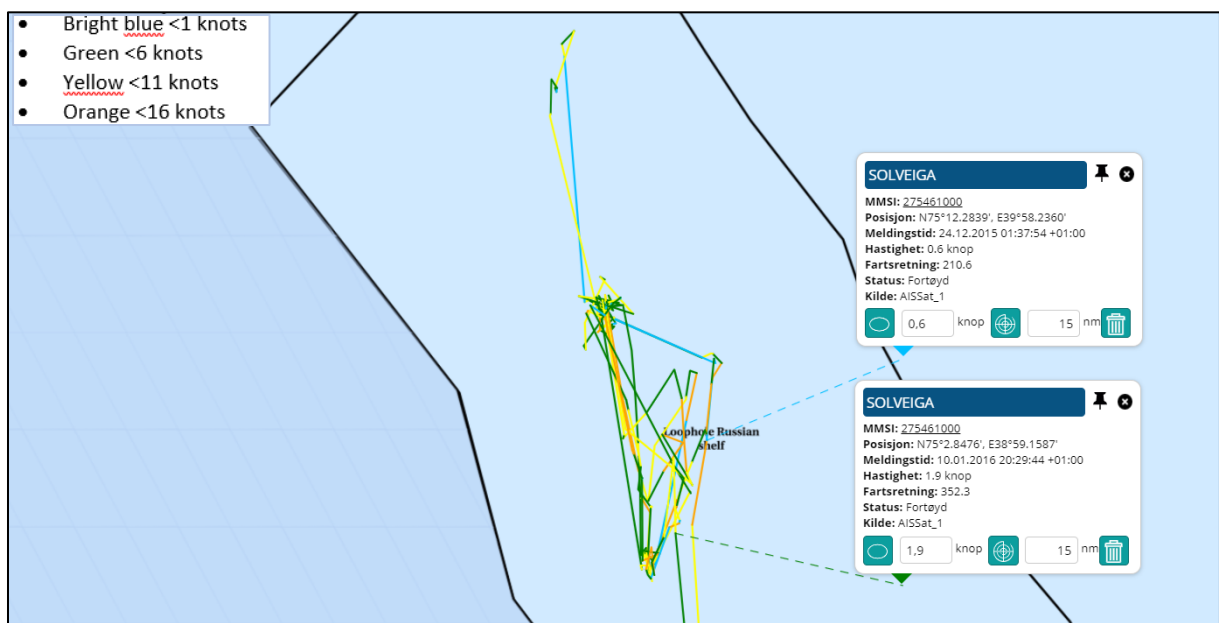 Bright blue <1 knots
Green <6 knots
Yellow <11 knots
Orange <16 knots
SOLVEIGA
MMSI: 275461000
Posisjon: N75°12.2839', E39°58.2360'
Meldingstid: 24.12.2015 01:37:54 +01:00
Hastighet: 0.6 knop
Fartsretning: 210.6
Status: Fortøyd
Kilde: AISSat_1
0,6 knop 15 nm
SOLVEIGA
MMSI: 275461000
Posisjon: N75°2.8476', E38°59.1587'
Meldingstid: 10.01.2016 20:29:44 +01:00
Hastighet: 1.9 knop
Fartsretning: 352.3
Status: Fortøyd
Kilde: AISSat_1
1,9 knop 15 nm
Loophole Russian
shelf